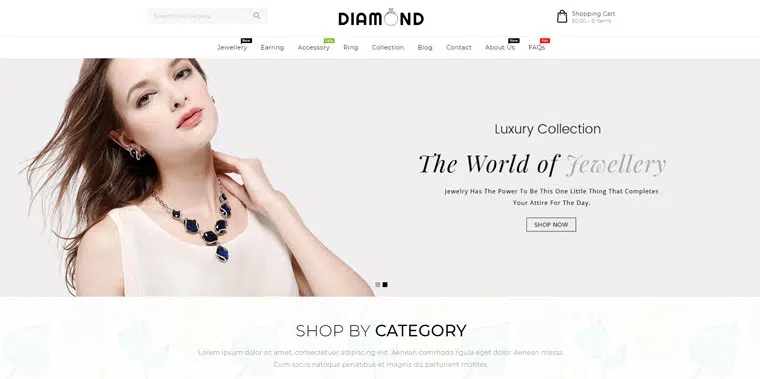 Search Our Catalog
DIAMOND
Shopping Cart
$0.00 - 0 items
New
Jewellery
Earring
Accessory
Ring
Collection
Blog
Contact
New
About Us
FAQs
Luxury Collection
The World of Jewellery
Jewelry Has The Power To Be This One Little Thing That Completes
Your Attire For The Day.
SHOP NOW
SHOP BY CATEGORY
Lorem ipsum dolor sit amet, consectetuer adipiscing elit. Aenean commodo ligula eget dolor. Aenean massa.
Cum sociis natoque penatibus et magnis dis parturient montes.